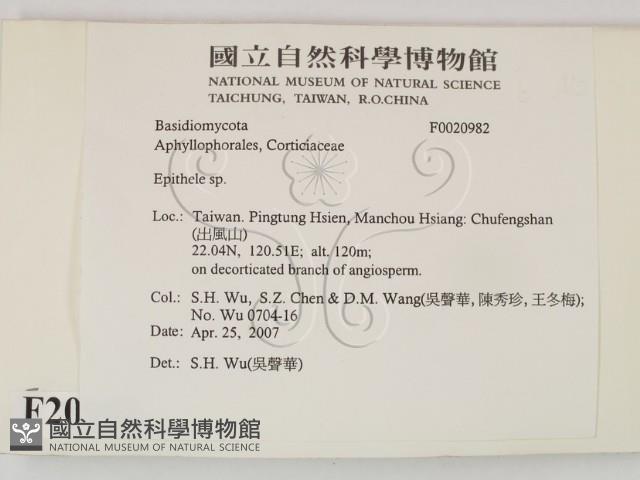 國立自然科學博物館
NATIONAL MUSEUM OF NATURAL SCIENCE
TAICHUNG, TAIWAN, R.O.CHINA
Basidiomycota F0020982
Aphyllophorales, Corticiaceae
Epithele sp.
Loc.: Taiwan. Pingtung Hsien, Manchou Hsiang: Chufengshan
(出風山)
22.04N, 120.51E; alt. 120m;
on decorticated branch of angiosperm.
Col.: S.H. Wu, S.Z. Chen & D.M. Wang(吳聲華, 陳秀珍, 王冬梅);
No. Wu 0704-16
Date: Apr. 25, 2007
Det.: S.H. Wu(吳聲華)
F20
國立自然科學博物館
NATIONAL MUSEUM OF NATURAL SCIENCE